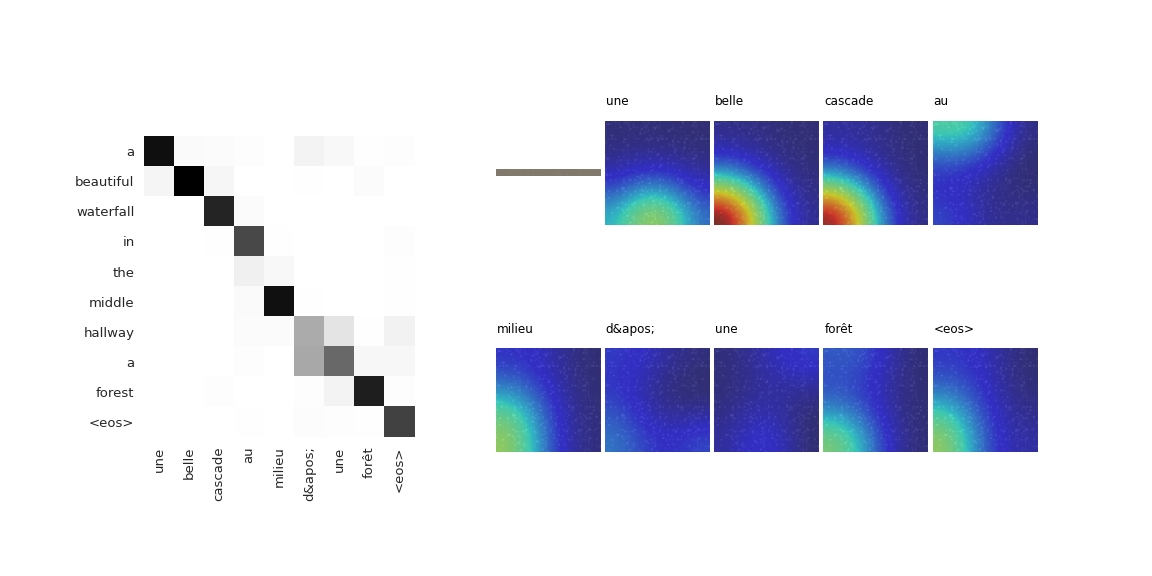 a
beautiful
waterfall
in
the
middle
hallway
a
forest
<eos>
une
belle
cascade
au
milieu
d&apos;
une
forêt
<eos>
une belle cascade au
milieu d&apos; une forêt <eos>